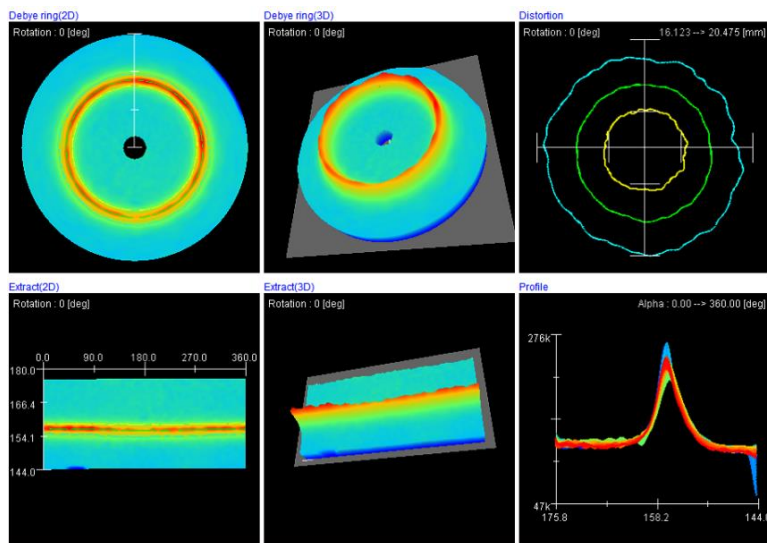 Debye ring(2D)
Rotation : 0 [deg]
Debye ring(3D)
Rotation : 0 [deg]
Distortion
Rotation : 0 [deg]
16.123 --> 20.475 [mm]
Extract(2D)
Rotation : 0 [deg]
0.0 90.0 180.0 270.0 360.0
180.0
166.4
154.1
144.0
Extract(3D)
Rotation : 0 [deg]
Profile
Alpha : 0.00 --> 360.00 [deg]
276k
47k
175.8 158.2 144.